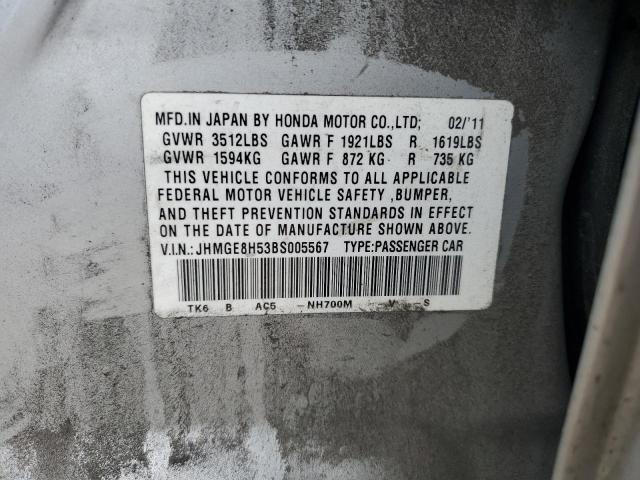 MFD.IN JAPAN BY HONDA MOTOR CO.,LTD; 02/'11
GVWR 3512LBS GAWR F 1921LBS R 1619LBS
GVWR 1594KG GAWR F 872 KG R 735 KG
THIS VEHICLE CONFORMS TO ALL APPLICABLE
FEDERAL MOTOR VEHICLE SAFETY ,BUMPER,
AND THEFT PREVENTION STANDARDS IN EFFECT
ON THE DATE OF MANUFACTURE SHOWN ABOVE.
V.I.N.: JHMGE8H53BS005567 TYPE:PASSENGER CAR
TK6 B AC5 -NH700M -V -S